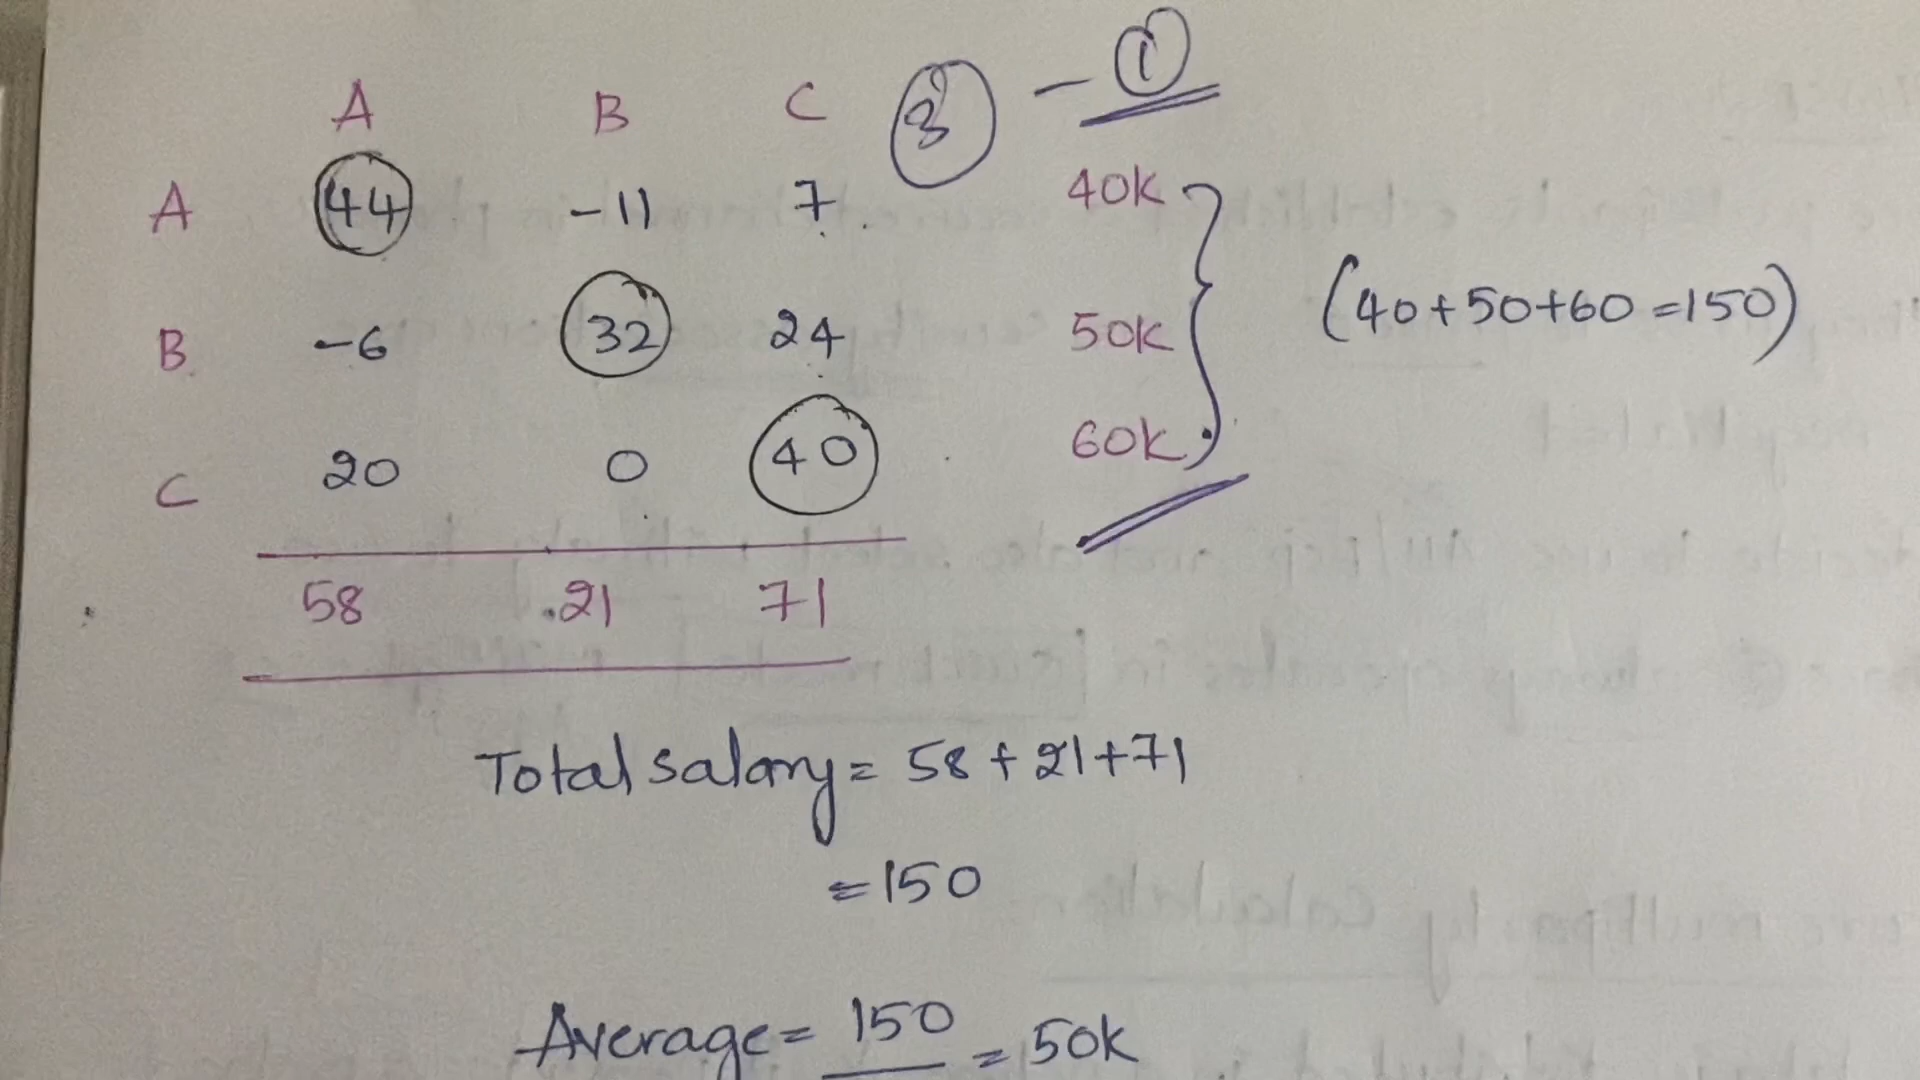 A B C 3 - 1
A 44 -11 7 40K
B -6 32 24 50K (40+50+60=150)
C 20 0 40 60K
58 21 71
Total salary = 58 + 21 + 71
= 150
Average = 150 = 50K